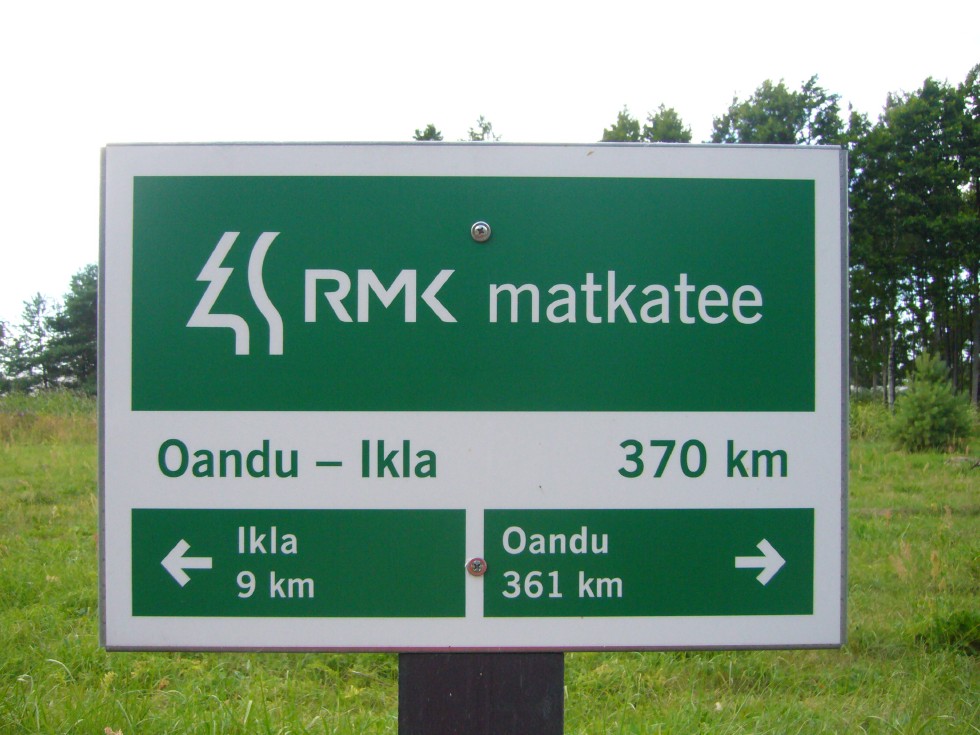 RMK matkatee
Oandu – Ikla 370 km
Ikla
9 km
Oandu
361 km